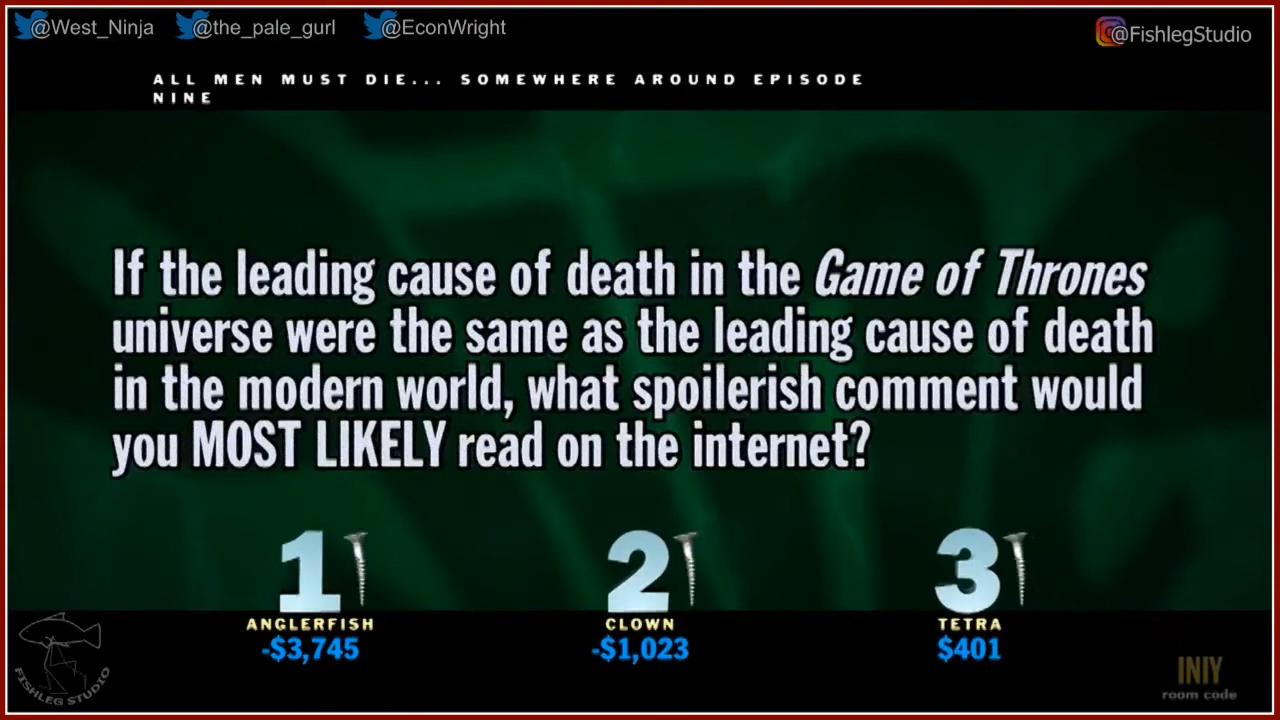 @West_Ninja @the_pale_gurl @EconWright @FishlegStudio
ALL MEN MUST DIE... SOMEWHERE AROUND EPISODE
NINE
If the leading cause of death in the Game of Thrones
universe were the same as the leading cause of death
in the modern world, what spoilerish comment would
you MOST LIKELY read on the internet?
1 2 3
ANGLERFISH CLOWN TETRA
-$3,745 -$1,023 $401
INIY
room code
FISHLEG STUDIO